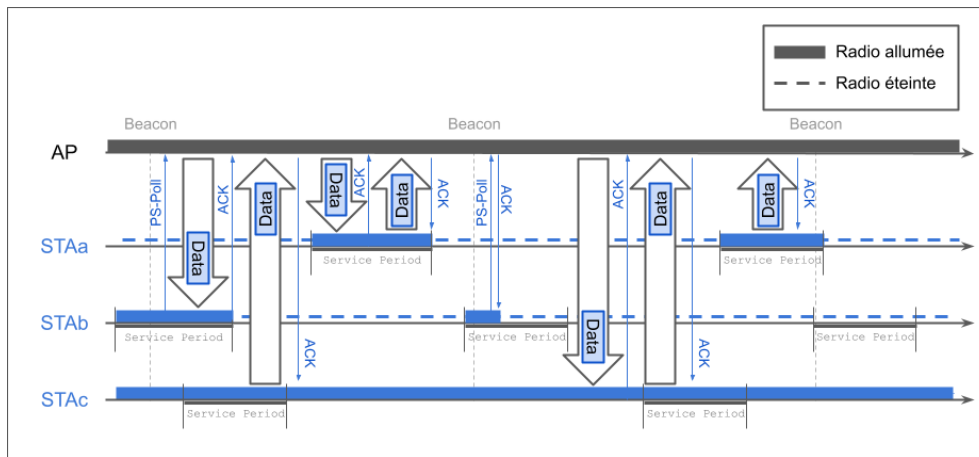 Radio allumée
Radio éteinte
Beacon
Beacon
Beacon
AP
PS-Poll
Data
ACK
Data
Data
ACK
Data
ACK
PS-Poll
ACK
ACK
Data
Data
ACK
STAa
Service Period
Service Period
STAb
Service Period
Service Period
Service Period
Data
ACK
ACK
STAc
Service Period
Service Period